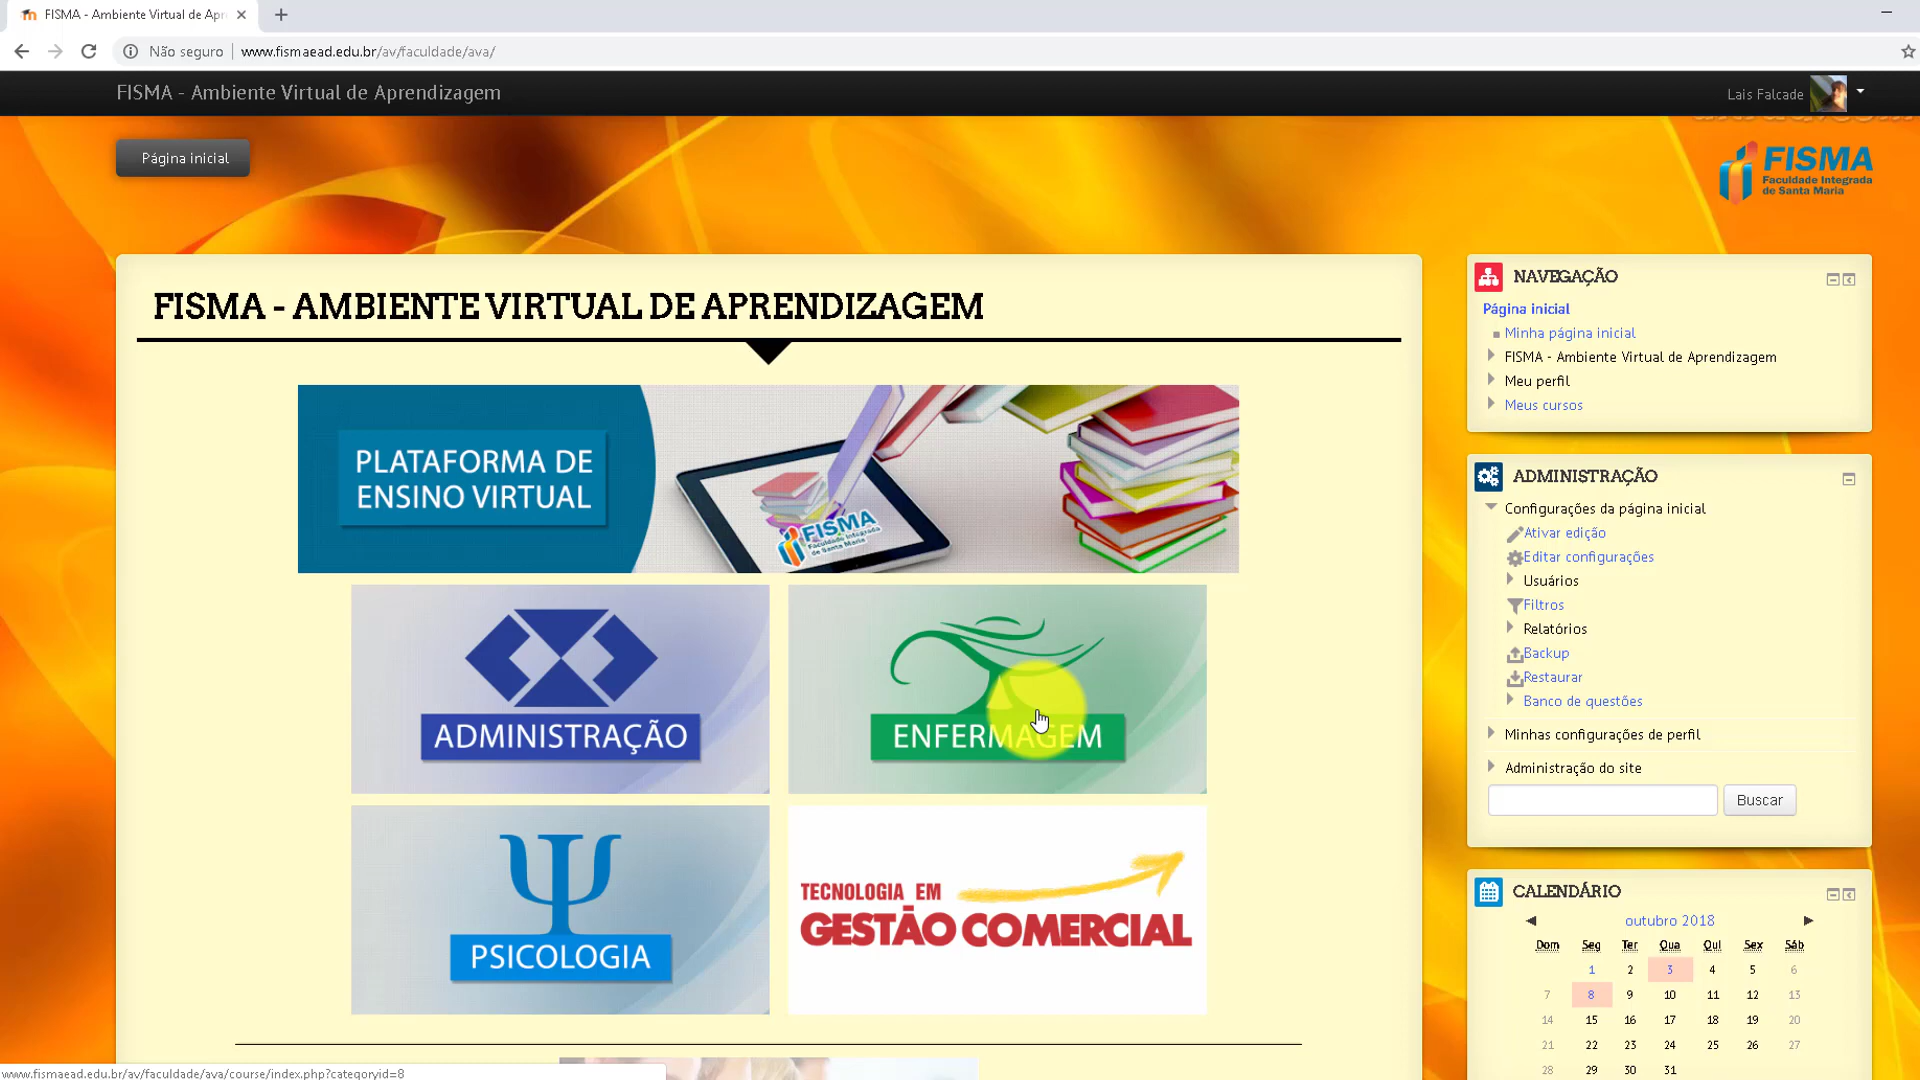 FISMA - Ambiente Virtual de Apr
Não seguro
www.fismaead.edu.br/av/faculdade/ava/
FISMA - Ambiente Virtual de Aprendizagem
Lais Falcade
Página inicial
FISMA
Faculdade Integrada
de Santa Maria
FISMA - AMBIENTE VIRTUAL DE APRENDIZAGEM
PLATAFORMA DE
ENSINO VIRTUAL
FISMA
Faculdade Integrada
de Santa Maria
ADMINISTRAÇÃO
ENFERMAGEM
PSICOLOGIA
TECNOLOGIA EM
GESTÃO COMERCIAL
NAVEGAÇÃO
Página inicial
Minha página inicial
FISMA - Ambiente Virtual de Aprendizagem
Meu perfil
Meus cursos
ADMINISTRAÇÃO
Configurações da página inicial
Ativar edição
Editar configurações
Usuários
Filtros
Relatórios
Backup
Restaurar
Banco de questões
Minhas configurações de perfil
Administração do site
Buscar
CALENDÁRIO
outubro 2018
Dom Seg Ter Qua Qui Sex Sáb
1 2 3 4 5 6
7 8 9 10 11 12 13
14 15 16 17 18 19 20
21 22 23 24 25 26 27
28 29 30 31
www.fismaead.edu.br/av/faculdade/ava/course/index.php?categoryid=8